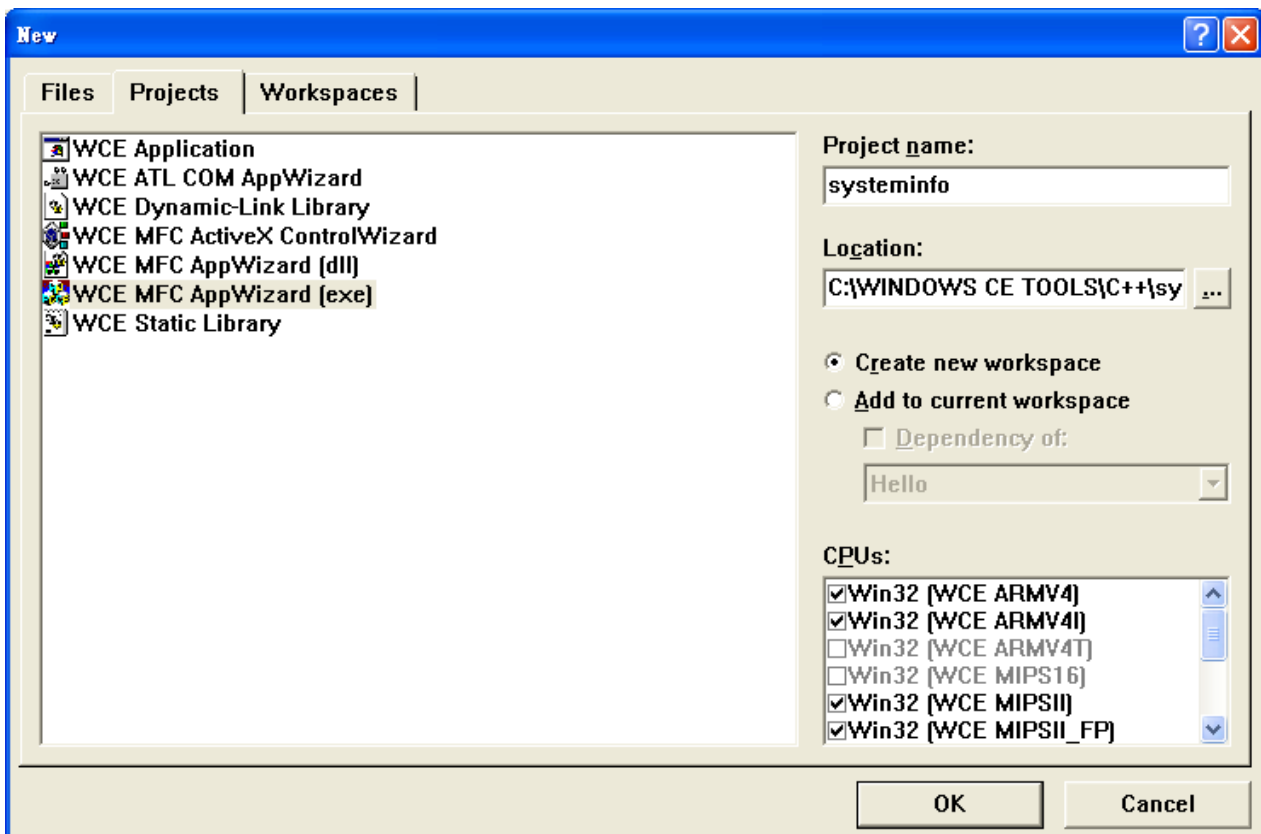 New
Files Projects Workspaces
WCE Application
WCE ATL COM AppWizard
WCE Dynamic-Link Library
WCE MFC ActiveX ControlWizard
WCE MFC AppWizard (dll)
WCE MFC AppWizard (exe)
WCE Static Library
Project name:
systeminfo
Location:
C:\WINDOWS CE TOOLS\C++\sy ...
Create new workspace
Add to current workspace
Dependency of:
Hello
CPUs:
Win32 (WCE ARMV4)
Win32 (WCE ARMV4I)
Win32 (WCE ARMV4T)
Win32 (WCE MIPS16)
Win32 (WCE MIPSII)
Win32 (WCE MIPSII_FP)
OK Cancel